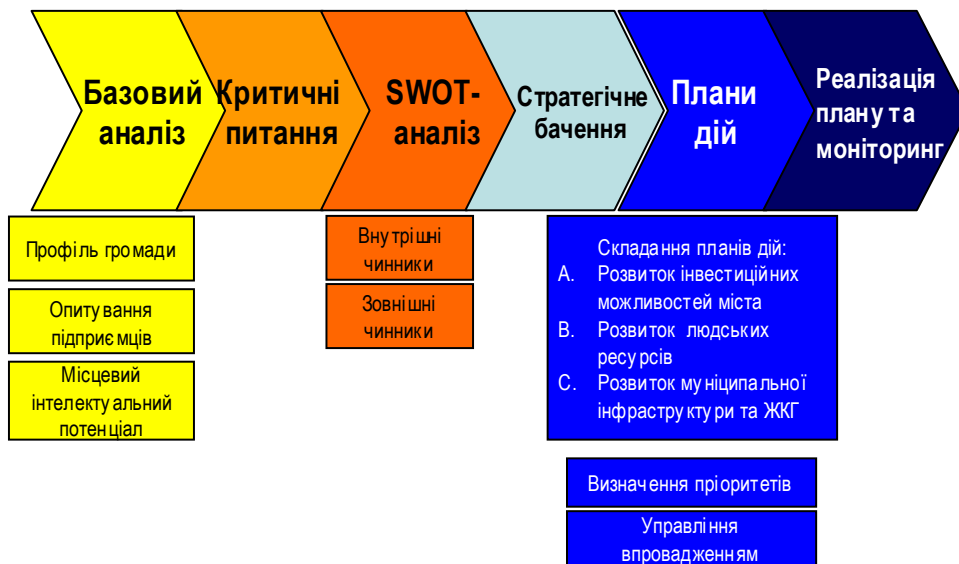 Базовий
аналіз
Критичні
питання
SWOT-
аналіз
Стратегічне
бачення
Плани
дій
Реалізація
плану та
моніторинг
Профіль громади
Опитування
підприємців
Місцевий
інтелектуальний
потенціал
Внутрішні
чинники
Зовнішні
чинники
Складання планів дій:
A. Розвиток інвестиційних
можливостей міста
B. Розвиток людських
ресурсів
C. Розвиток муніципальної
інфраструктури та ЖКГ
Визначення пріоритетів
Управління
впровадженням